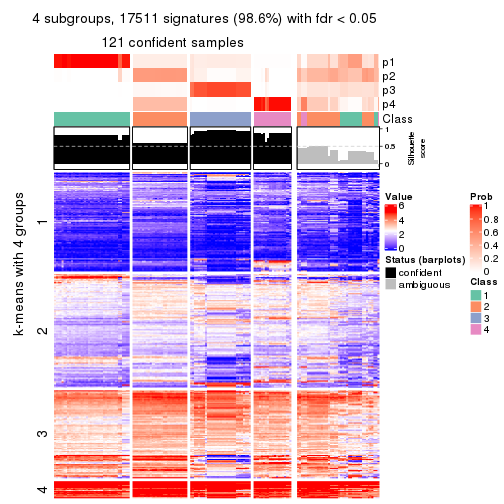 4 subgroups, 17511 signatures (98.6%) with fdr < 0.05
121 confident samples
p1
p2
p3
p4
Class
1
0.5
0
Silhouette
score
k-means with 4 groups
1
2
3
4
Value
6
4
2
0
Status (barplots)
confident
ambiguous
Prob
1
0.8
0.6
0.4
0.2
0
Class
1
2
3
4